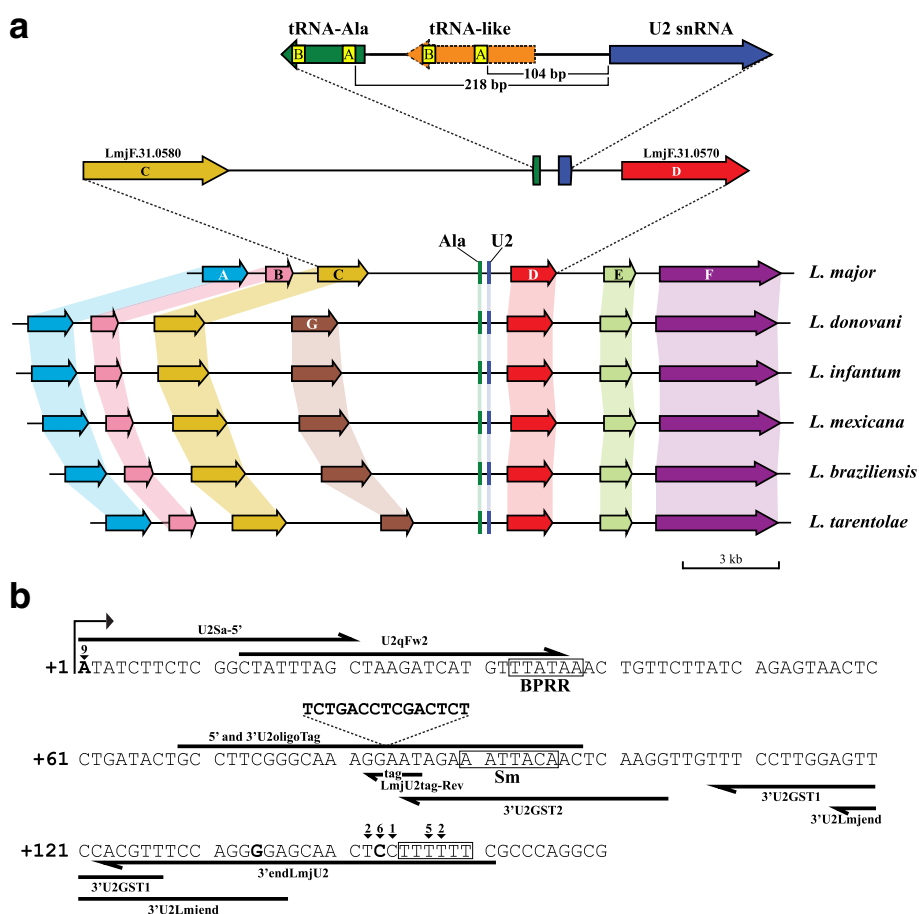 a
tRNA-Ala tRNA-like U2 snRNA
B A B A
104 bp
218 bp
LmjF.31.0580 LmjF.31.0570
C D
Ala U2
A B C D E F L. major
G L. donovani
L. infantum
L. mexicana
L. braziliensis
L. tarentolae
3 kb
b
U2Sa-5’
9 U2qFw2
+1 ATATCTTCTC GGCTATTTAG CTAAGATCAT GTTTATAAAC TGTTCTTATC AGAGTAACTC
BPRR
TCTGACCTCGACTCT
5’ and 3’U2oligoTag
+61 CTGATACTGC CTTCGGGCAA AGGAATAGAA ATTACAACTC AAGGTTGTTT CCTTGGAGTT
tag Sm
LmjU2tag-Rev
3’U2GST2 3’U2GST1
3’U2Lmjend
2 6 1 5 2
+121 CCACGTTTCC AGGGGAGCAA CTCCTTTTTT CGCCCAGGCG
3’endLmjU2
3’U2GST1
3’U2Lmjend